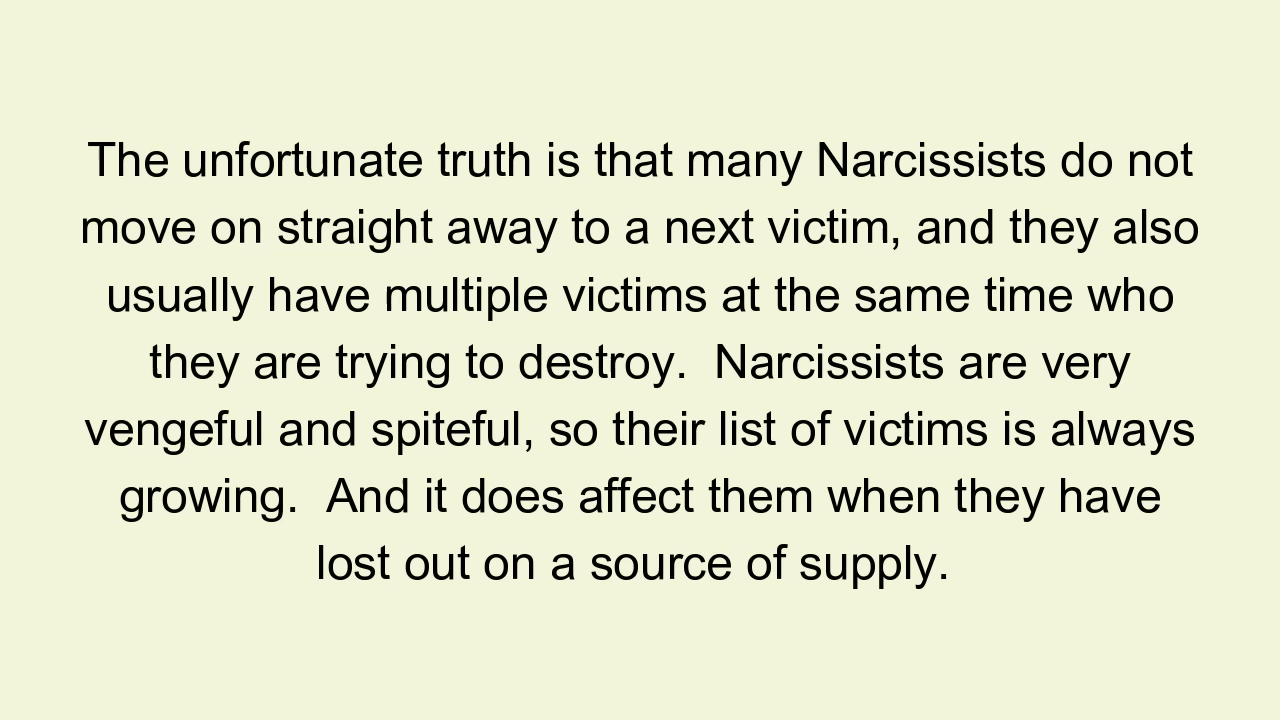 The unfortunate truth is that many Narcissists do not
move on straight away to a next victim, and they also
usually have multiple victims at the same time who
they are trying to destroy.  Narcissists are very
vengeful and spiteful, so their list of victims is always
growing.  And it does affect them when they have
lost out on a source of supply.